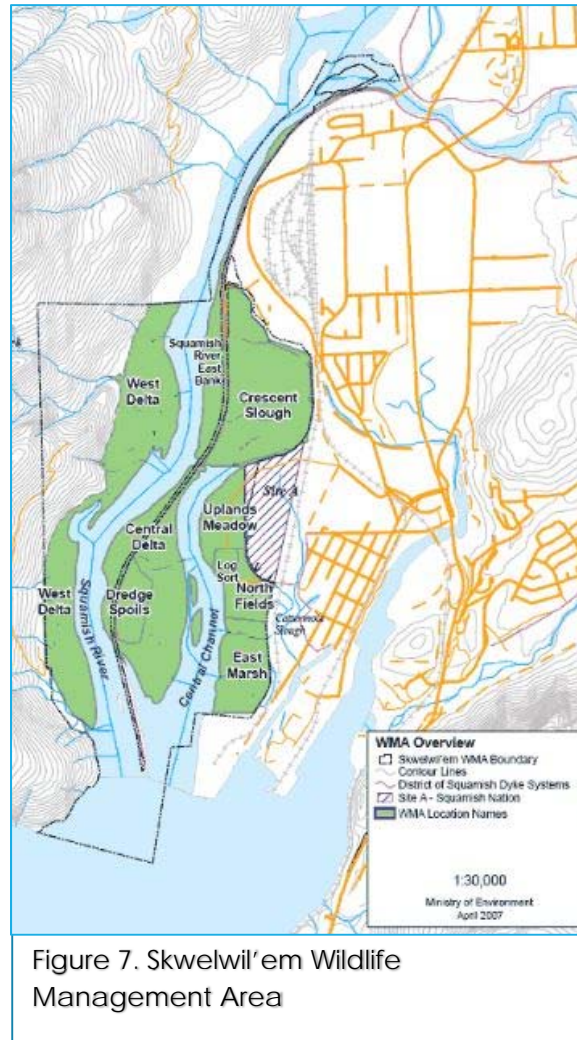 West
Delta
Squamish
River
East
Bank
Crescent
Slough
Site A
Uplands
Meadow
Central
Delta
Log
Sort
North
Fields
West
Delta
Squamish River
Dredge
Spoils
Central Channel
Slough
East
Marsh
WMA Overview
Skwelwil'em WMA Boundary
Contour Lines
District of Squamish Dyke Systems
Site A - Squamish Nation
WMA Location Names
1:30,000
Ministry of Environment
April 2007
Figure 7. Skwelwil'em Wildlife
Management Area